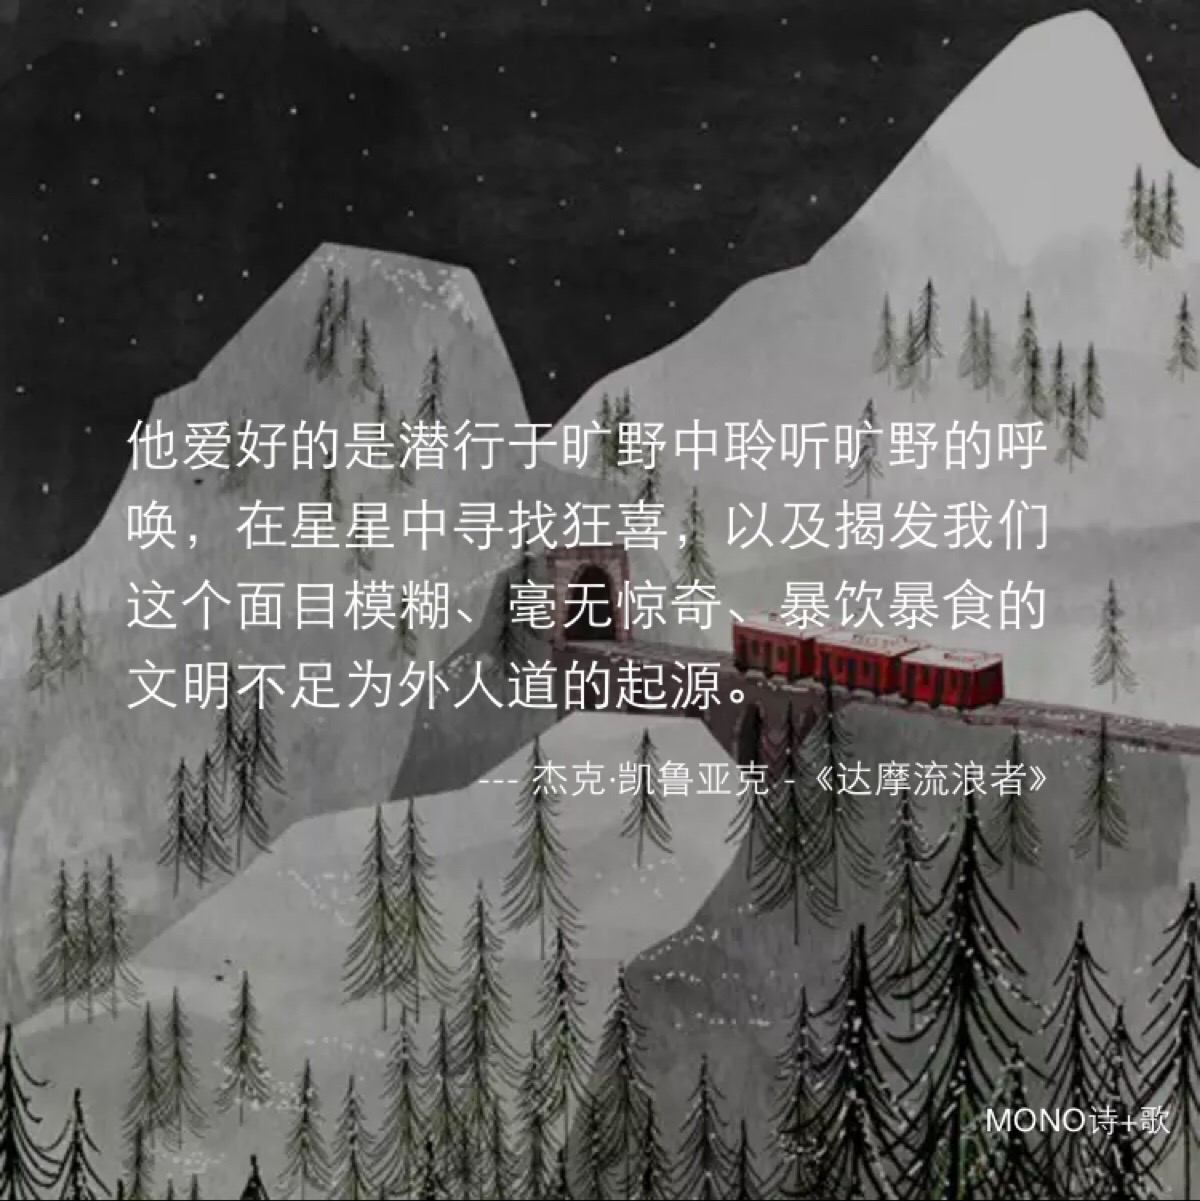 他爱好的是潜行于旷野中聆听旷野的呼
唤，在星星中寻找狂喜，以及揭发我们
这个面目模糊、毫无惊奇、暴饮暴食的
文明不足为外人道的起源。
--- 杰克·凯鲁亚克 -《达摩流浪者》
MONO诗+歌